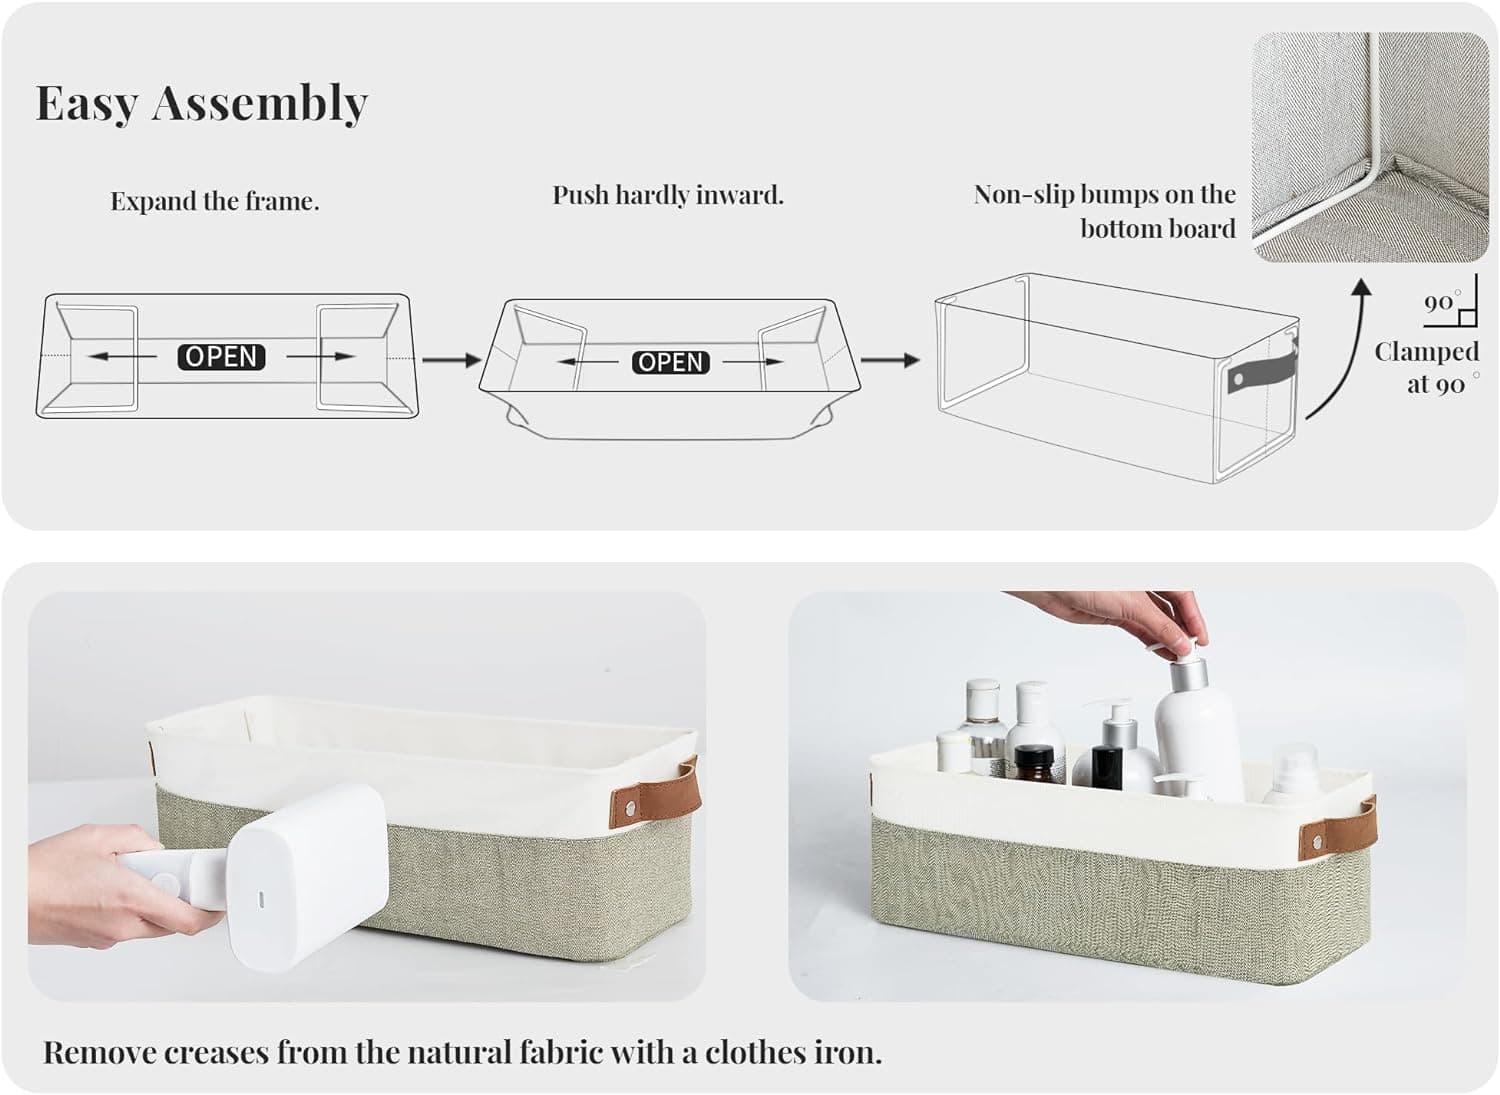 Easy Assembly
Expand the frame.
Push hardly inward.
Non-slip bumps on the
bottom board
OPEN
OPEN
90°
Clamped
at 90 °
Remove creases from the natural fabric with a clothes iron.